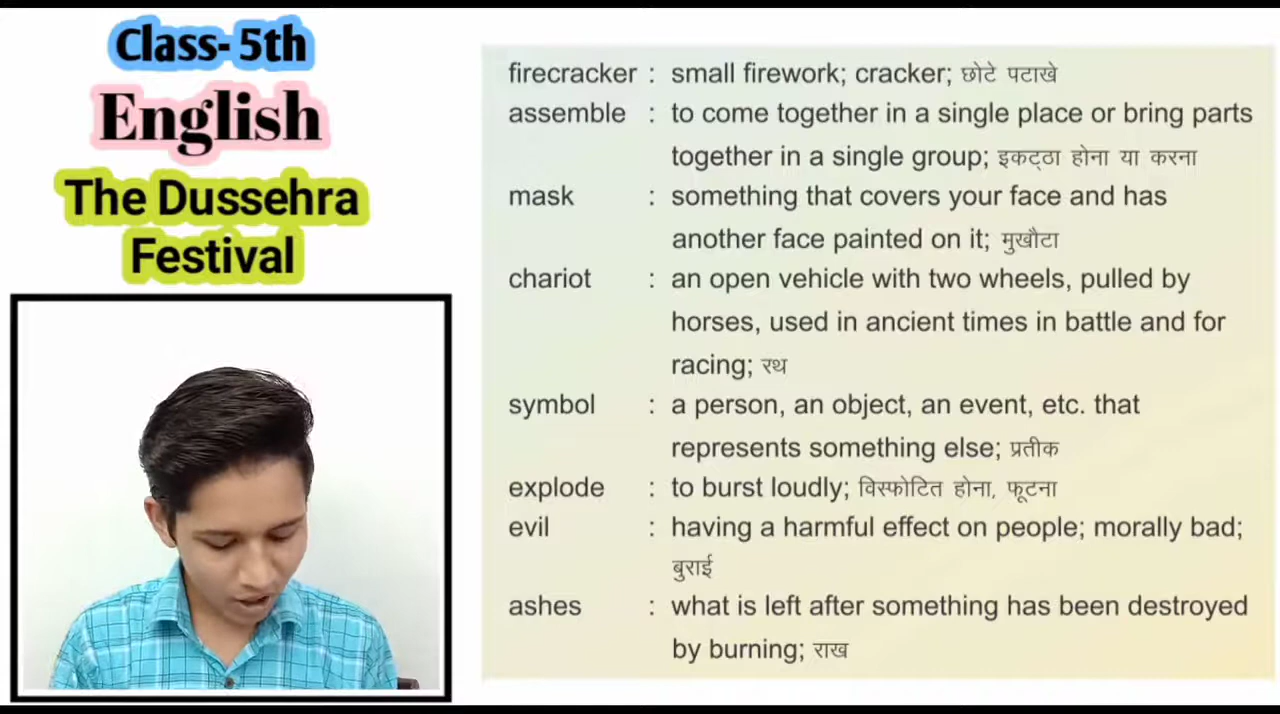 Class- 5th
English
The Dussehra
Festival
firecracker : small firework; cracker; छोटे पटाखे
assemble : to come together in a single place or bring parts
together in a single group; इकट्ठा होना या करना
mask : something that covers your face and has
another face painted on it; मुखौटा
chariot : an open vehicle with two wheels, pulled by
horses, used in ancient times in battle and for
racing; रथ
symbol : a person, an object, an event, etc. that
represents something else; प्रतीक
explode : to burst loudly; विस्फोटित होना, फूटना
evil : having a harmful effect on people; morally bad;
बुराई
ashes : what is left after something has been destroyed
by burning; राख